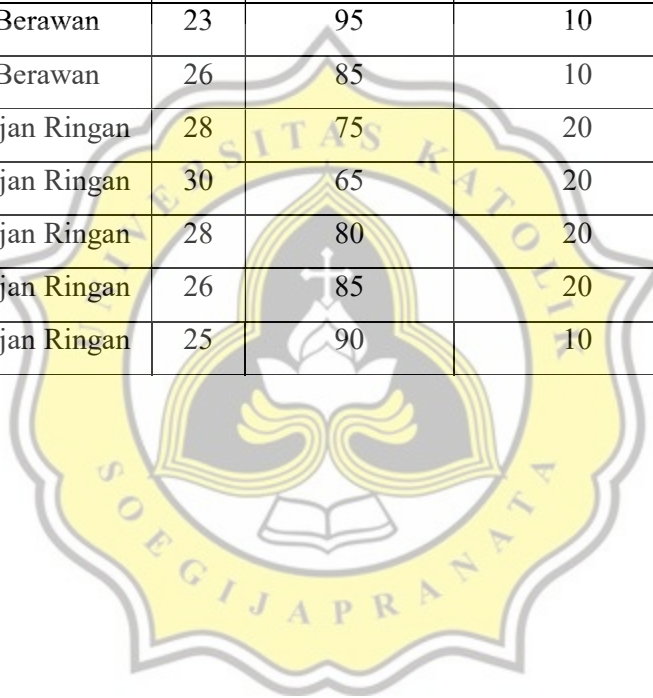 Berawan 23 95 10
Berawan 26 85 10
jan Ringan 28 75 20
jan Ringan 30 65 20
jan Ringan 28 80 20
jan Ringan 26 85 20
jan Ringan 25 90 10
UNIVERSITAS KATOLIK
SOEGIJAPRANATA